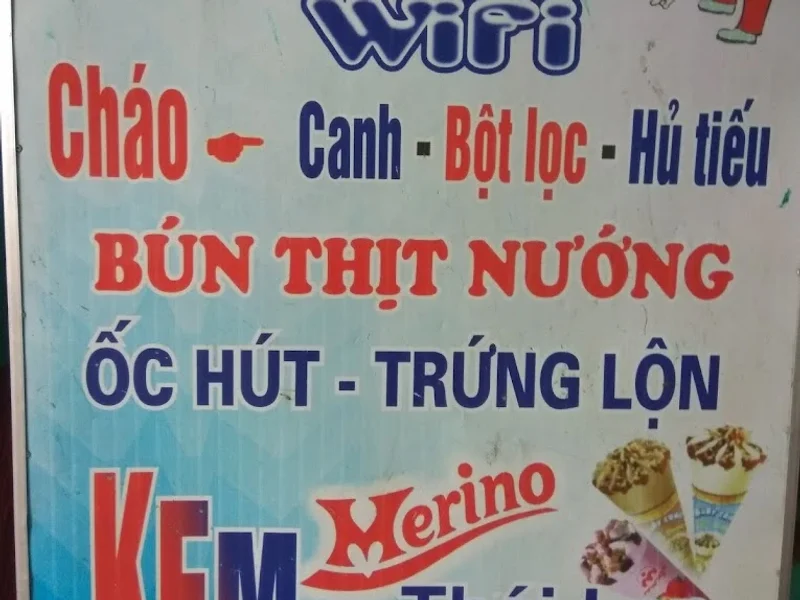 WiFi
Cháo Canh · Bột lọc · Hủ tiếu
BÚN THỊT NƯỚNG
ỐC HÚT - TRỨNG LỘN
KEM Merino